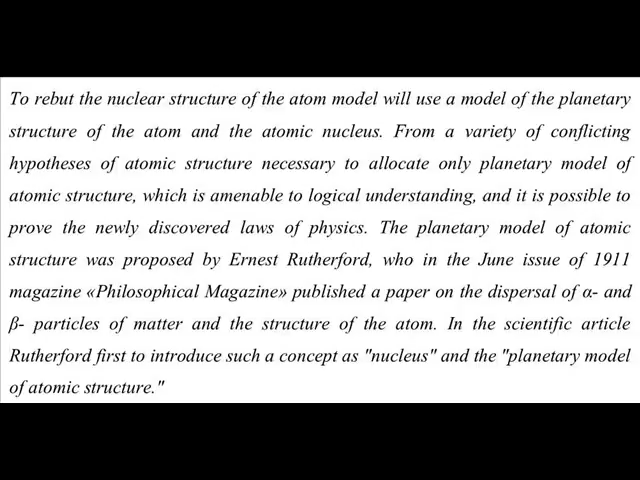 To rebut the nuclear structure of the atom model will use a model of the planetary
structure of the atom and the atomic nucleus. From a variety of conflicting
hypotheses of atomic structure necessary to allocate only planetary model of
atomic structure, which is amenable to logical understanding, and it is possible to
prove the newly discovered laws of physics. The planetary model of atomic
structure was proposed by Ernest Rutherford, who in the June issue of 1911
magazine «Philosophical Magazine» published a paper on the dispersal of α- and
β- particles of matter and the structure of the atom. In the scientific article
Rutherford first to introduce such a concept as "nucleus" and the "planetary model
of atomic structure."